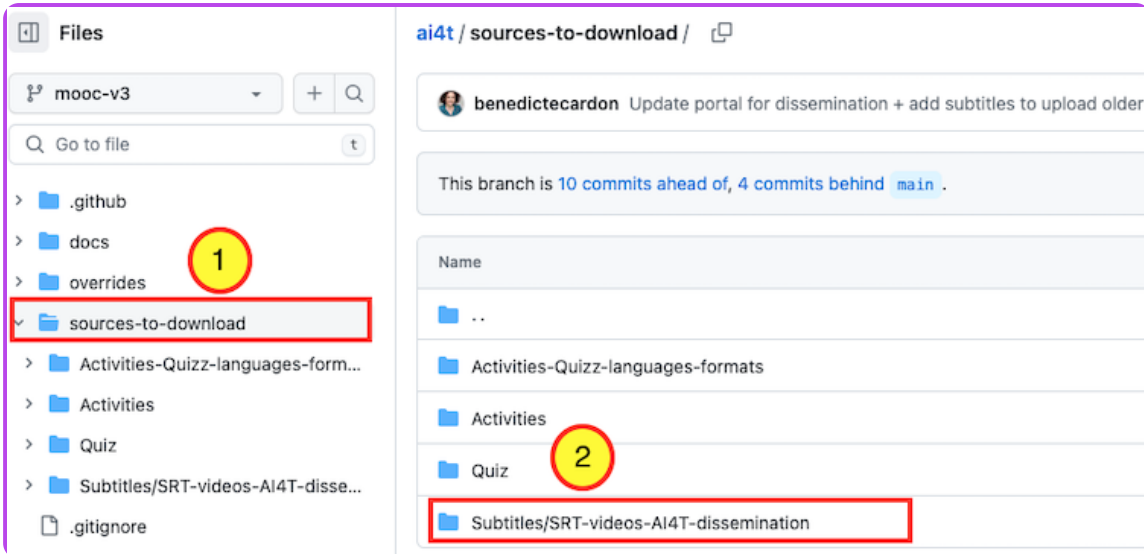 Files
mooc-v3
Go to file
t
.github
docs
1
overrides
sources-to-download
Activities-Quizz-languages-form...
Activities
Quiz
Subtitles/SRT-videos-AI4T-disse...
.gitignore
ai4t / sources-to-download /
benedictecardon Update portal for dissemination + add subtitles to upload older
This branch is 10 commits ahead of, 4 commits behind main .
Name
..
Activities-Quizz-languages-formats
Activities
2
Quiz
Subtitles/SRT-videos-AI4T-dissemination